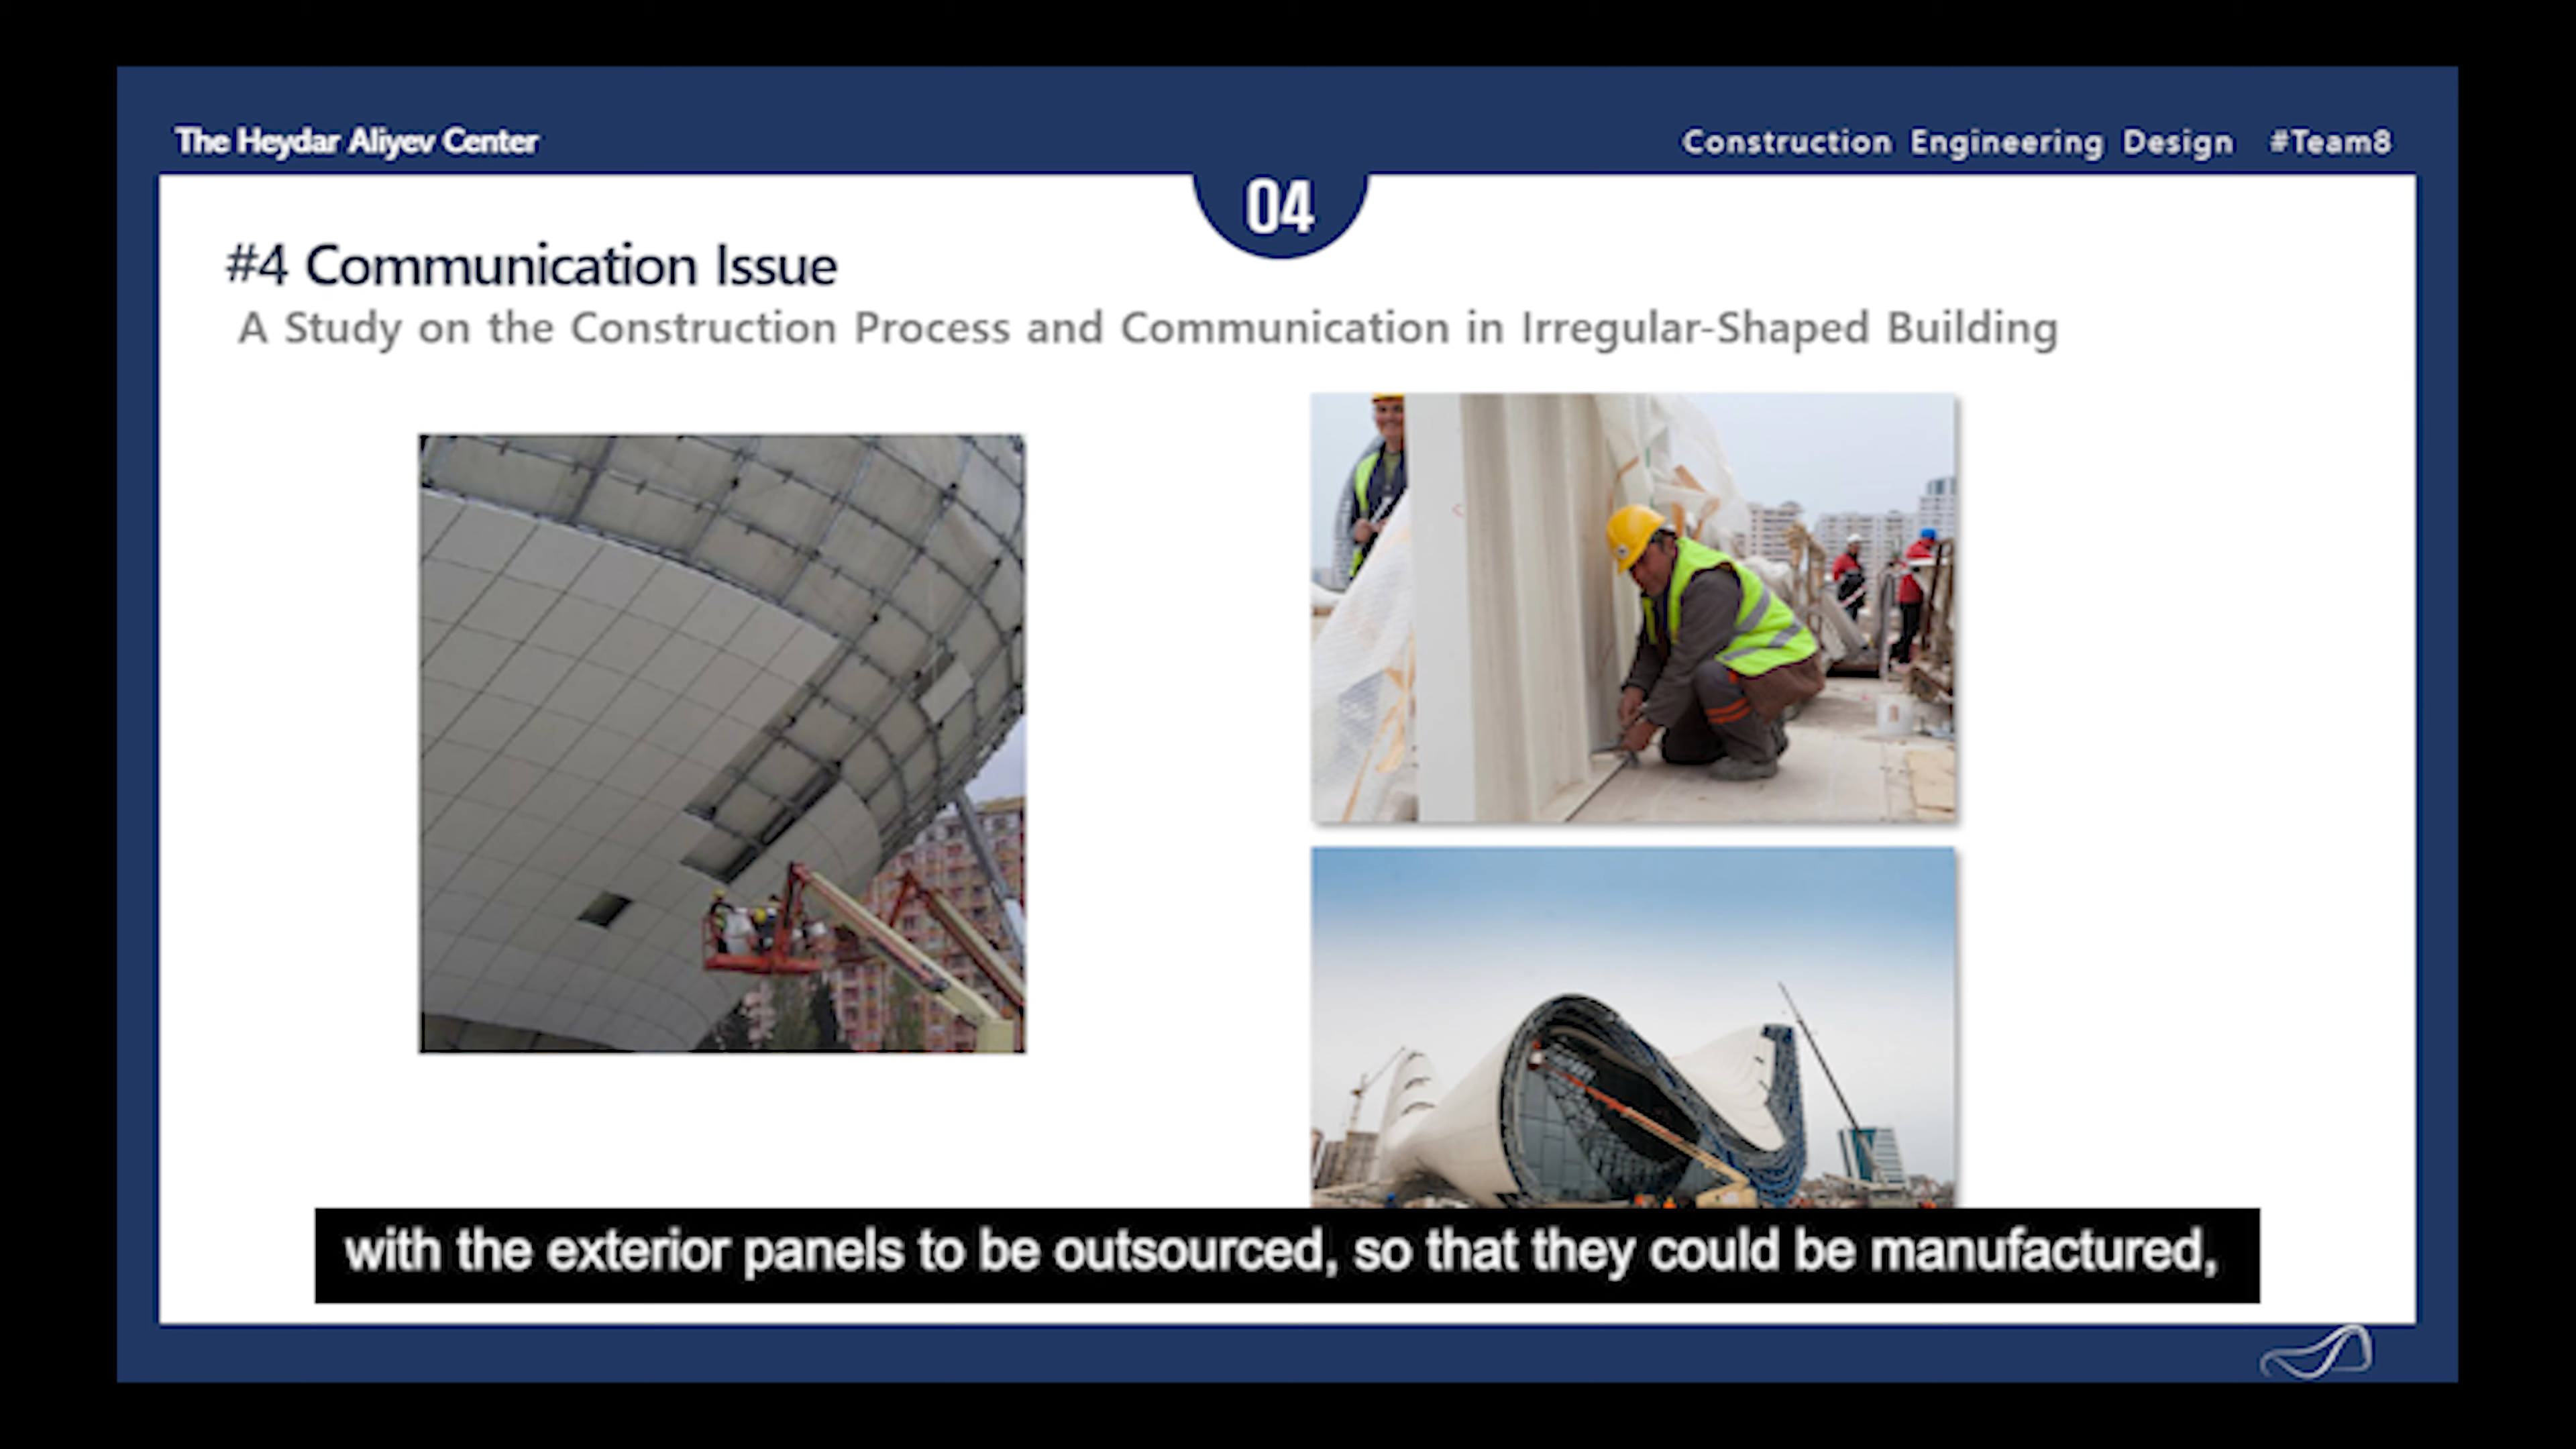 The Heydar Aliyev Center
Construction Engineering Design #Team8
04
#4 Communication Issue
A Study on the Construction Process and Communication in Irregular-Shaped Building
with the exterior panels to be outsourced, so that they could be manufactured,